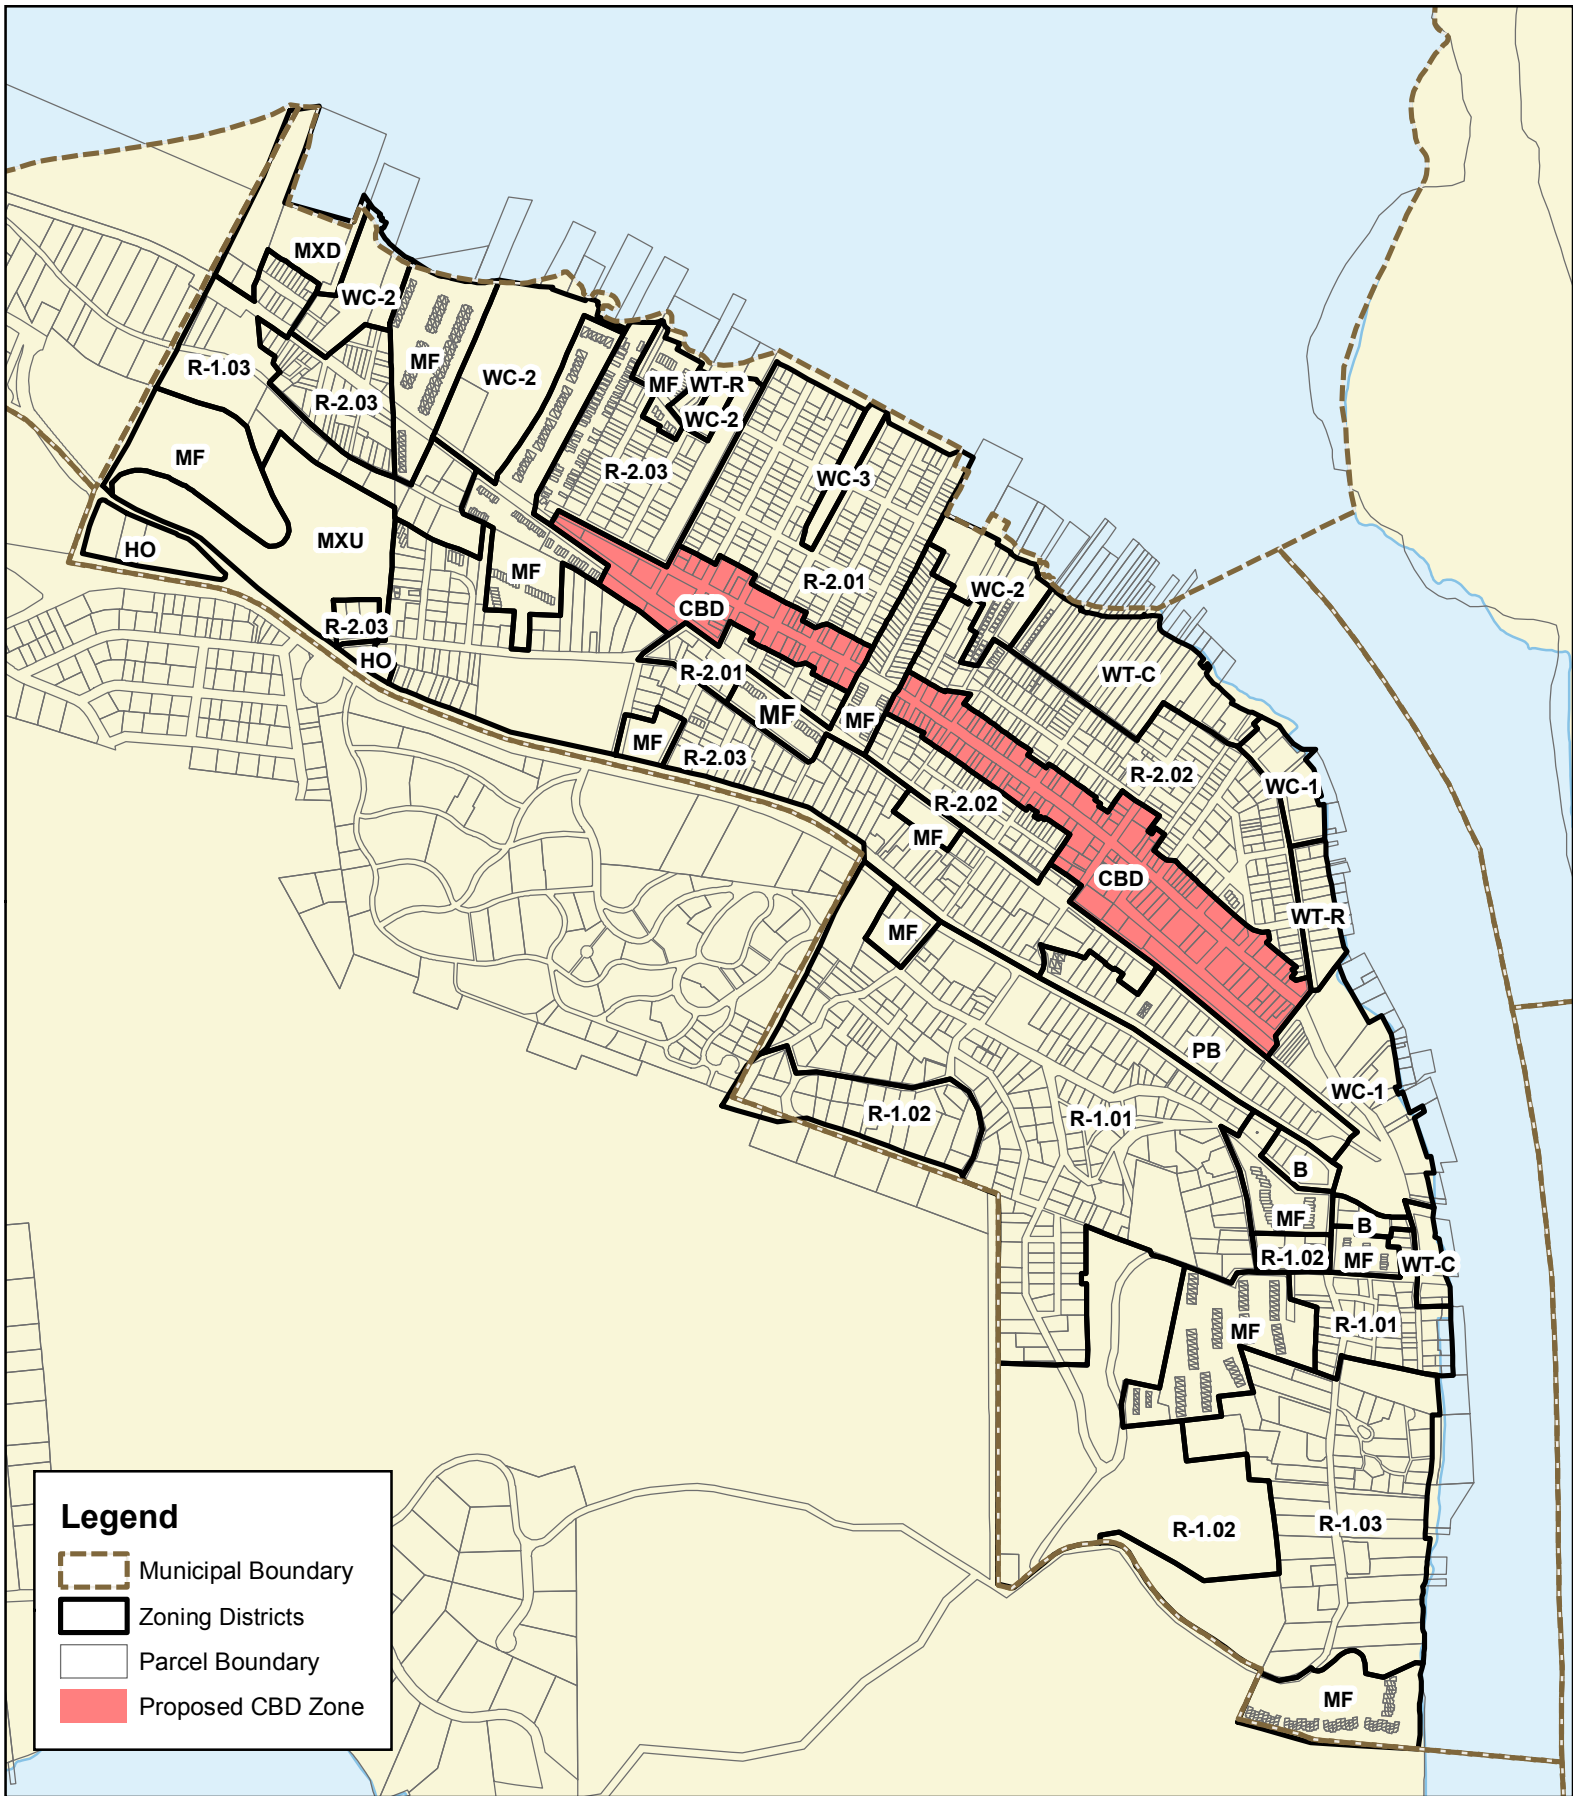 MXD
WC-2
R-1.03
MF
WC-2
MF
WT-R
R-2.03
WC-2
MF
R-2.03
WC-3
MXU
HO
MF
R-2.01
WC-2
CBD
R-2.03
HO
R-2.01
WT-C
MF
MF
MF
R-2.03
R-2.02
WC-1
R-2.02
MF
CBD
WT-R
MF
PB
WC-1
R-1.02
R-1.01
B
MF
B
R-1.02
MF
WT-C
MF
R-1.01
R-1.02
R-1.03
MF
Legend
Municipal Boundary
Zoning Districts
Parcel Boundary
Proposed CBD Zone